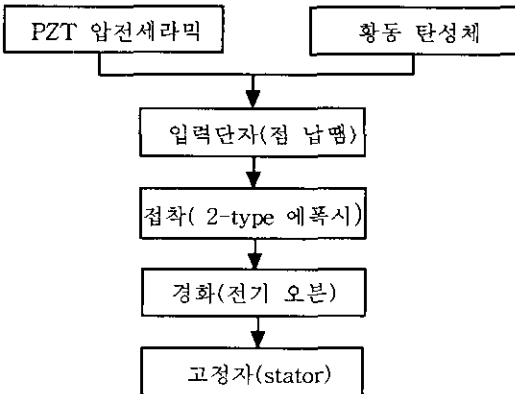 PZT 압전세라믹
황동 탄성체
입력단자(점 납땜)
접착( 2-type 에폭시)
경화(전기 오븐)
고정자(stator)